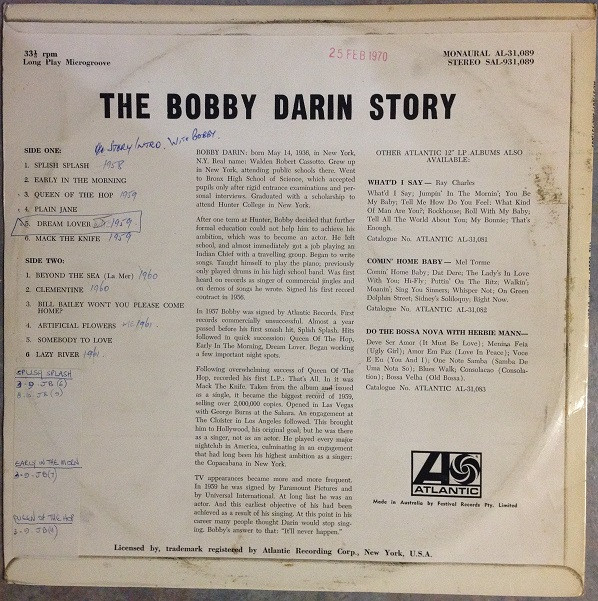 33⅓ rpm
Long Play Microgroove
25 FEB 1970
MONAURAL AL-31,089
STEREO SAL-931,089
THE BOBBY DARIN STORY
STORY INTRO. WITH BOBBY.
SIDE ONE:
1. SPLISH SPLASH 1958
2. EARLY IN THE MORNING
3. QUEEN OF THE HOP 1959
4. PLAIN JANE
5. DREAM LOVER 1959
6. MACK THE KNIFE 1959
SIDE TWO:
1. BEYOND THE SEA (La Mer) 1960
2. CLEMENTINE 1960
3. BILL BAILEY WON'T YOU PLEASE COME
HOME?
4. ARTIFICIAL FLOWERS 1961
5. SOMEBODY TO LOVE
6 LAZY RIVER 1961
SPLISH SPLASH
3-9 JB (6)
EARLY IN THE MORN
3-9 JB (7)
QUEEN OF THE HOP
3-9 JB
BOBBY DARIN: born May 14, 1936, in New York,
N.Y. Real name: Walden Robert Cassotto. Grew up
in New York, attending public schools there. Went
to Bronx High School of Science, which accepted
pupils only after rigid entrance examinations and per-
sonal interviews. Graduated with a scholarship to
attend Hunter College in New York.
After one term at Hunter, Bobby decided that further
formal education could not help him to achieve his
ambition, which was to become an actor. He left
school, and almost immediately got a job playing an
Indian Chief with a travelling group. Began to write
songs. Taught himself to play the piano, previously
only played drums in his high school band. Was first
heard on records as singer of commercial jingles and
on demos of songs he wrote. Signed his first record
contract in 1956.
In 1957 Bobby was signed by Atlantic Records. First
records commercially unsuccessful. Almost a year
passed before his first smash hit, Splish Splash. Hits
followed in quick succession: Queen Of The Hop,
Early In The Morning, Dream Lover. Began working
a few important night spots.
Following overwhelming success of Queen Of The
Hop, recorded his first L.P.: That's All. In it was
Mack The Knife. Taken from the album and issued
as a single, it became the biggest record of 1959,
selling over 2,000,000 copies. Opened in Las Vegas
with George Burns at the Sahara. An engagement at
The Cloister in Los Angeles followed. This brought
him to Hollywood, his original goal; but he was there
as a singer, not as an actor. He played every major
nightclub in America, culminating in an engagement
that had long been his highest ambition as a singer:
the Copacabana in New York.
TV appearances became more and more frequent.
In 1959 he was signed by Paramount Pictures and
by Universal International. At long last he was an
actor. And this earliest objective of his had been
achieved as a result of his singing. At this point in his
career many people thought Darin would stop sing-
ing. Bobby's answer to that: "It'll never happen."
OTHER ATLANTIC 12" LP ALBUMS ALSO
AVAILABLE:
WHAT'D I SAY— Ray Charles
What'd I Say; Jumpin' In The Mornin'; You Be
My Baby; Tell Me How Do You Feel; What Kind
Of Man Are You?; Rockhouse; Roll With My Baby;
Tell All The World About You; My Bonnie; That's
Enough.
Catalogue No. ATLANTIC AL-31,081
COMIN' HOME BABY— Mel Torme
Comin' Home Baby; Dat Dere; The Lady's In Love
With You; Hi-Fly; Puttin' On The Ritz; Walkin';
Moanin'; Sing You Sinners; Whisper Not; On Green
Dolphin Street; Sidney's Soliloquy; Right Now.
Catalogue No. ATLANTIC AL-31,082
DO THE BOSSA NOVA WITH HERBIE MANN—
Deve Ser Amor (It Must Be Love); Menina Feia
(Ugly Girl); Amor Em Paz (Love In Peace); Voce
E En (You and I); One Note Samba (Samba De
Uma Nota So); Blues Walk; Consolacao (Consola-
tion); Bossa Velha (Old Bossa).
Catalogue No. ATLANTIC AL-31,083
ATLANTIC
Made in Australia by Festival Records Pty. Limited
Licensed by, trademark registered by Atlantic Recording Corp., New York, U.S.A.